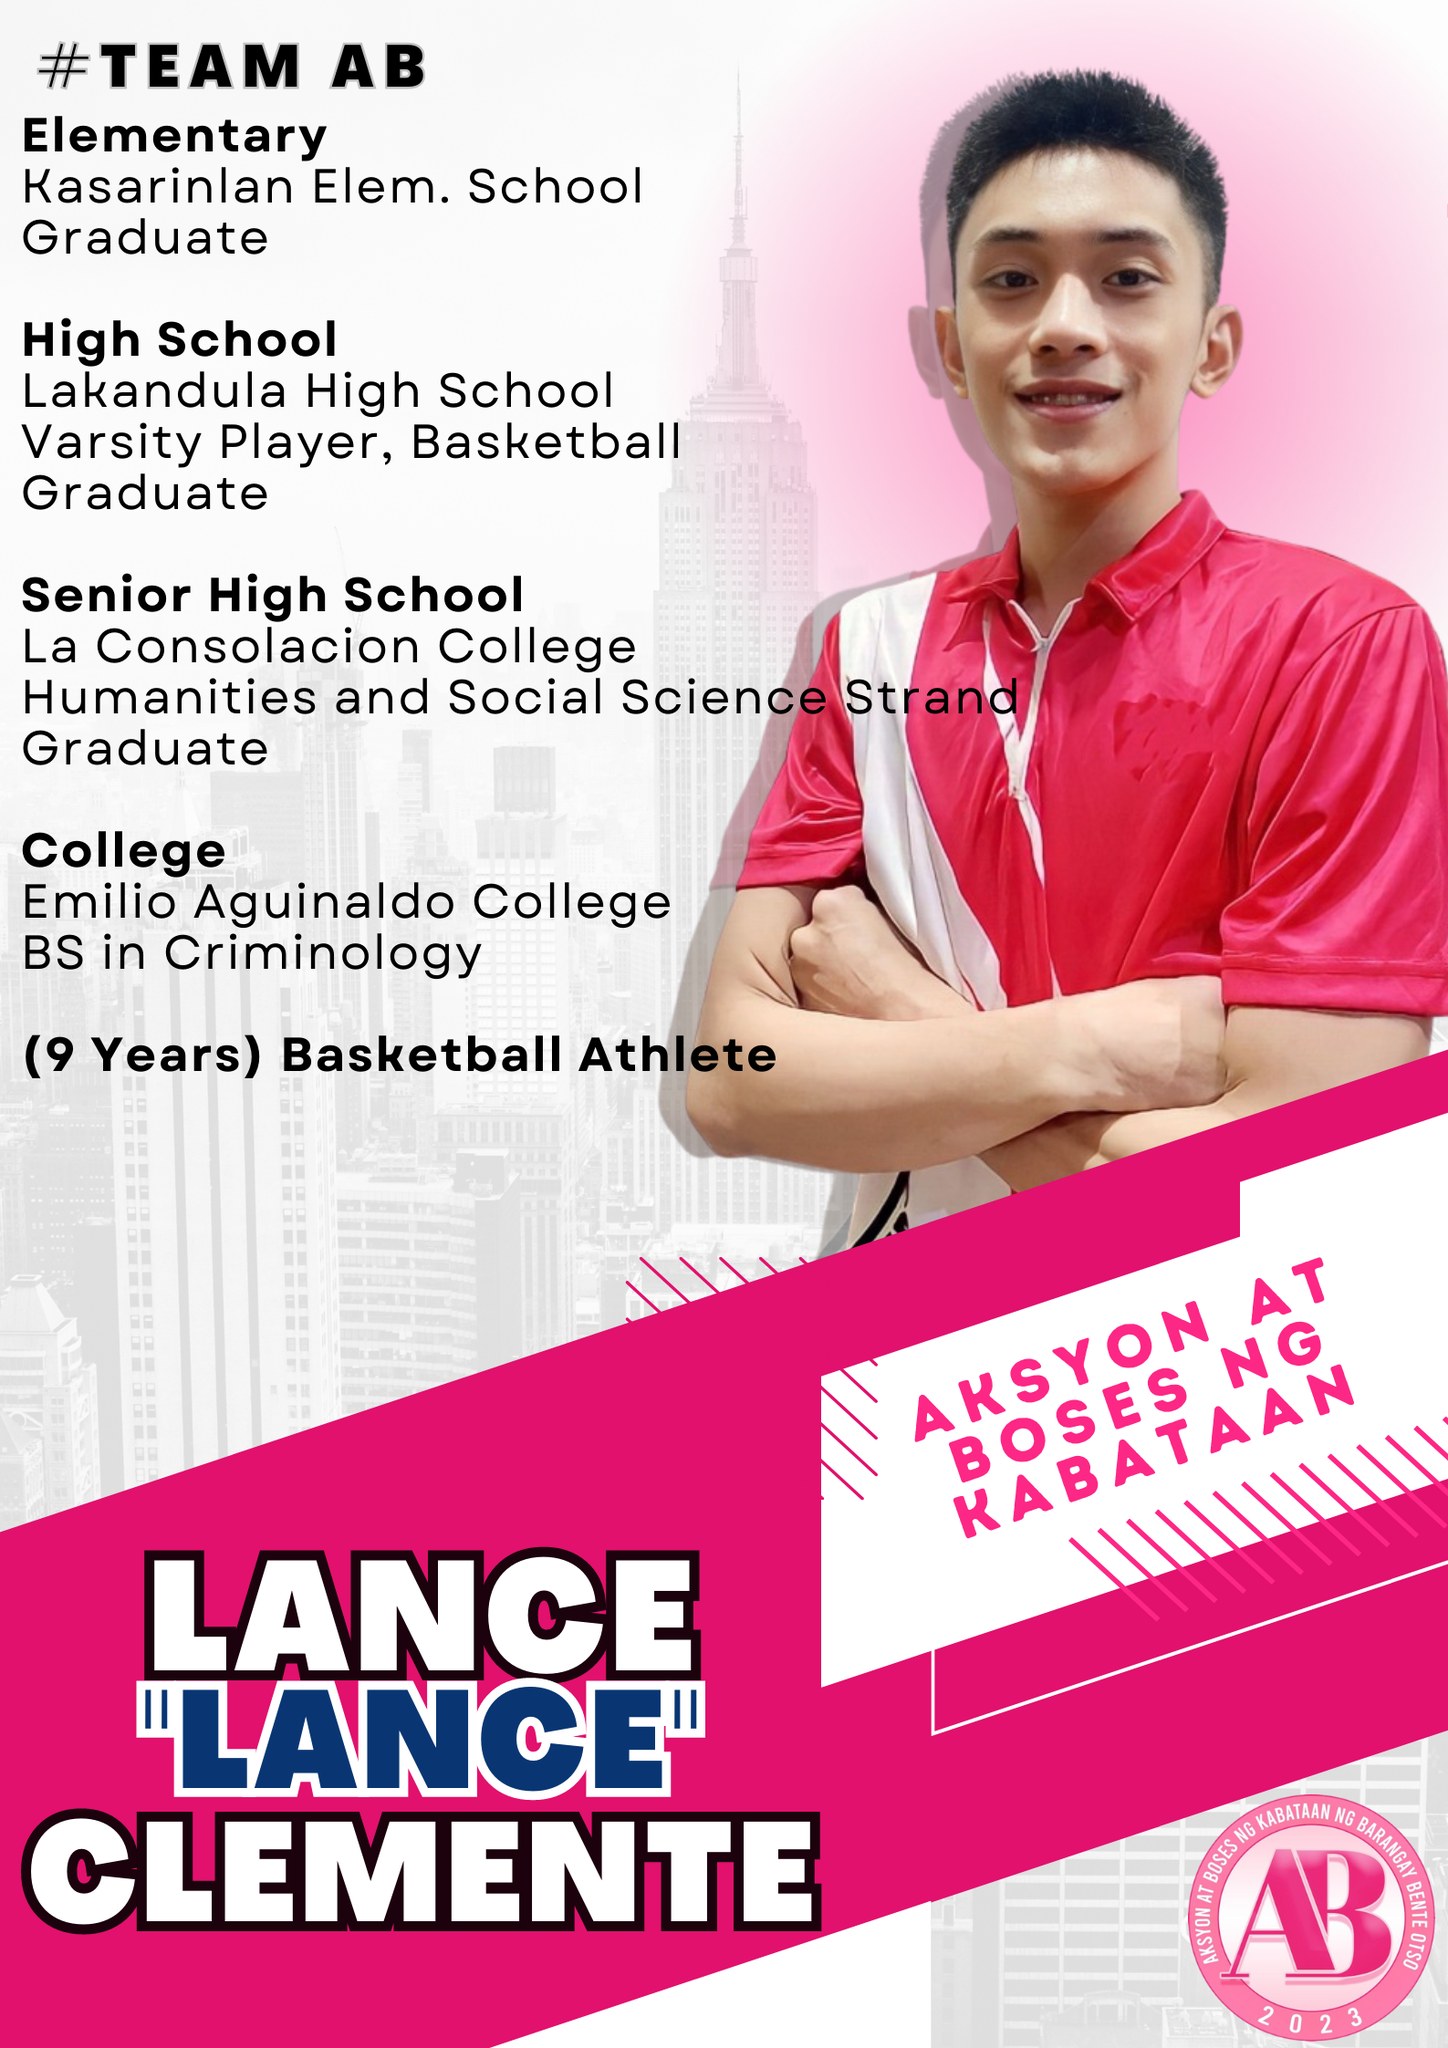 #TEAM AB
Elementary
Kasarinlan Elem. School
Graduate
High School
Lakandula High School
Varsity Player, Basketball
Graduate
Senior High School
La Consolacion College
Humanities and Social Science Strand
Graduate
College
Emilio Aguinaldo College
BS in Criminology
(9 Years) Basketball Athlete
AKSYON AT
BOSES NG
KABATAAN
LANCE
"LANCE"
CLEMENTE
AKSYON AT BOSES NG KABATAAN NG BARANGAY BENTE OTSO
AB
2023